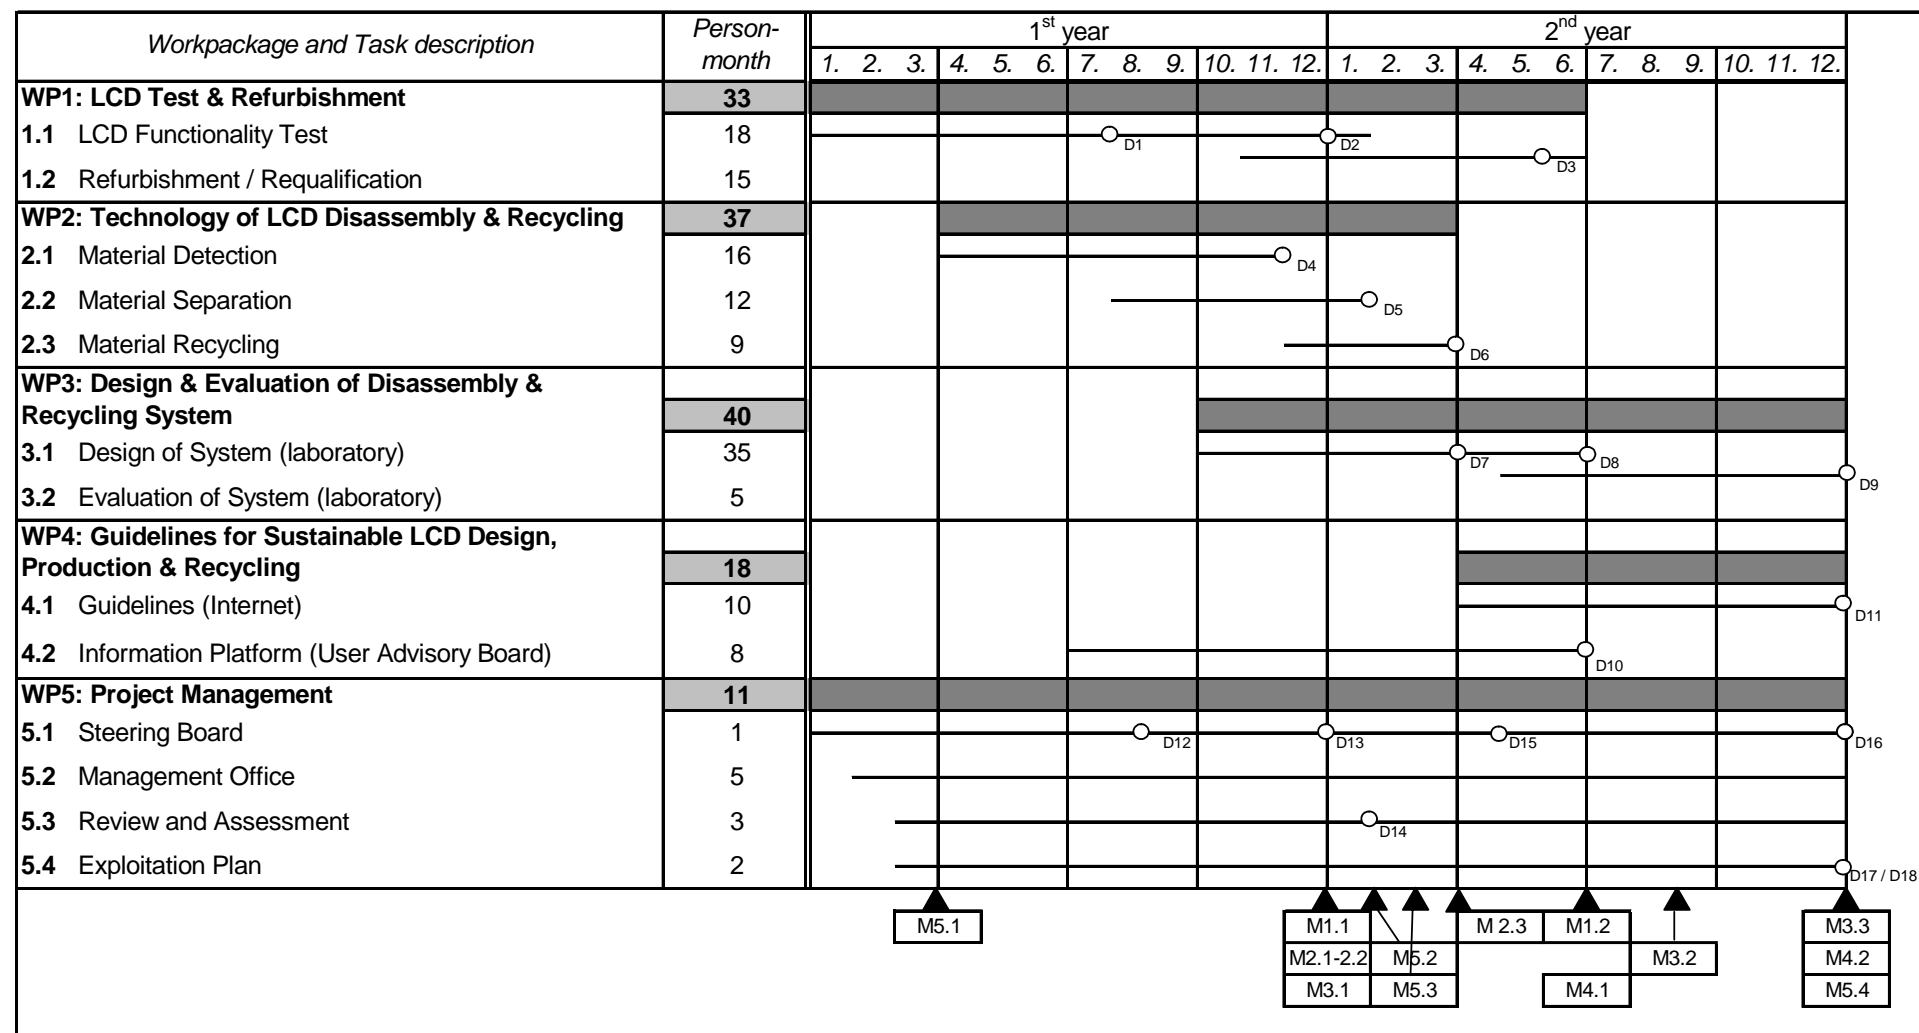 Workpackage and Task description Person-month 1st year 2nd year
1. 2. 3. 4. 5. 6. 7. 8. 9. 10. 11. 12. 1. 2. 3. 4. 5. 6. 7. 8. 9. 10. 11. 12.
WP1: LCD Test & Refurbishment 33
1.1 LCD Functionality Test 18 D1 D2
D3
1.2 Refurbishment / Requalification 15
WP2: Technology of LCD Disassembly & Recycling 37
2.1 Material Detection 16 D4
2.2 Material Separation 12 D5
2.3 Material Recycling 9 D6
WP3: Design & Evaluation of Disassembly &
Recycling System 40
3.1 Design of System (laboratory) 35 D7 D8
D9
3.2 Evaluation of System (laboratory) 5
WP4: Guidelines for Sustainable LCD Design,
Production & Recycling 18
4.1 Guidelines (Internet) 10 D11
4.2 Information Platform (User Advisory Board) 8 D10
WP5: Project Management 11
5.1 Steering Board 1 D12 D13 D15 D16
5.2 Management Office 5
5.3 Review and Assessment 3 D14
5.4 Exploitation Plan 2 D17 / D18
M5.1 M1.1 M 2.3 M1.2 M3.3
M2.1-2.2 M5.2 M3.2 M4.2
M3.1 M5.3 M4.1 M5.4